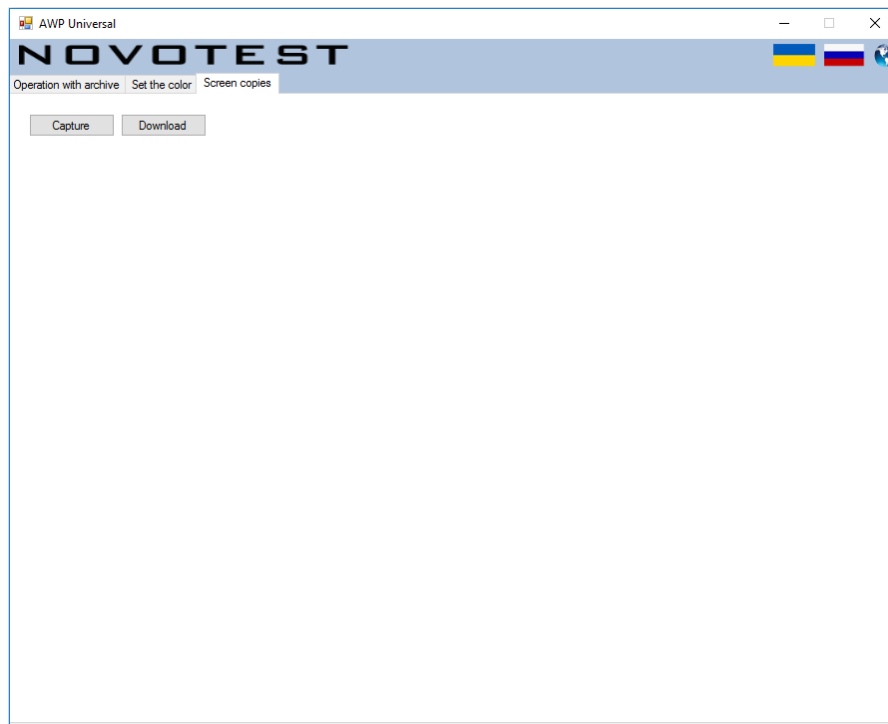 AWP Universal
NOVOTEST
Operation with archive Set the color Screen copies
Capture Download